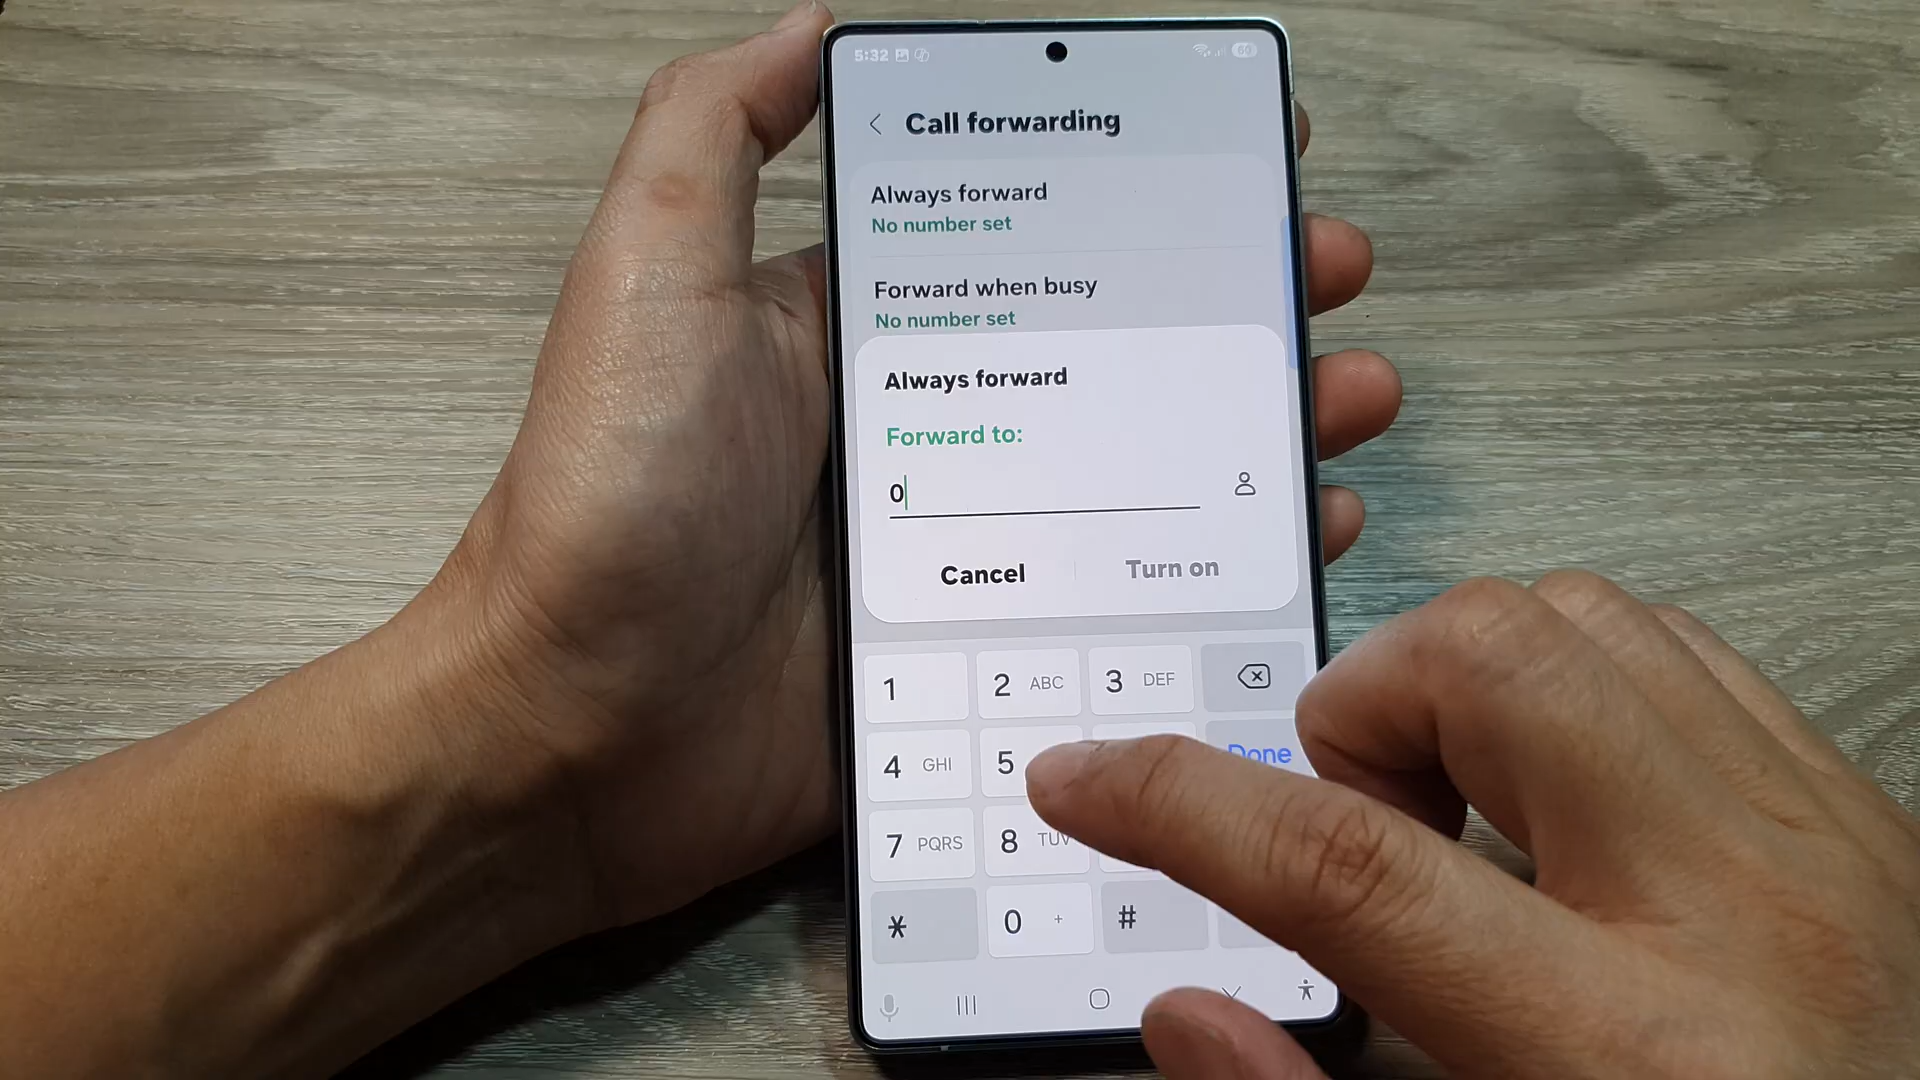 5:32
60
Call forwarding
Always forward
No number set
Forward when busy
No number set
Always forward
Forward to:
0
Cancel
Turn on
1
2 ABC
3 DEF
4 GHI
5
Done
7 PQRS
8 TUV
*
0 +
#